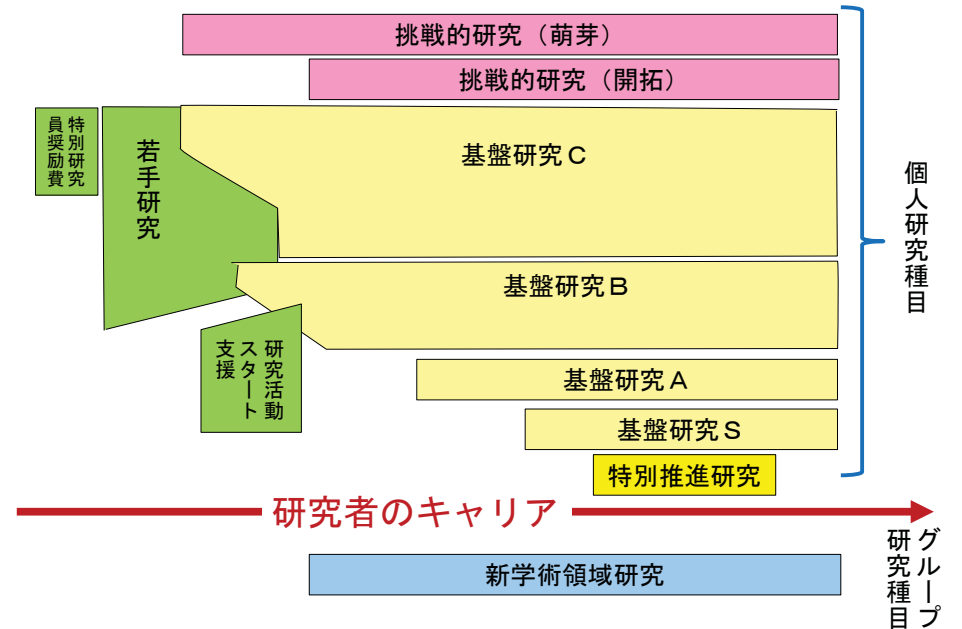 挑戦的研究（萌芽）
挑戦的研究（開拓）
特別研究
員奨励費
若手研究
基盤研究Ｃ
個人研究種目
基盤研究Ｂ
研究活動
スタート
支援
基盤研究Ａ
基盤研究Ｓ
特別推進研究
研究者のキャリア
グループ
研究種目
新学術領域研究